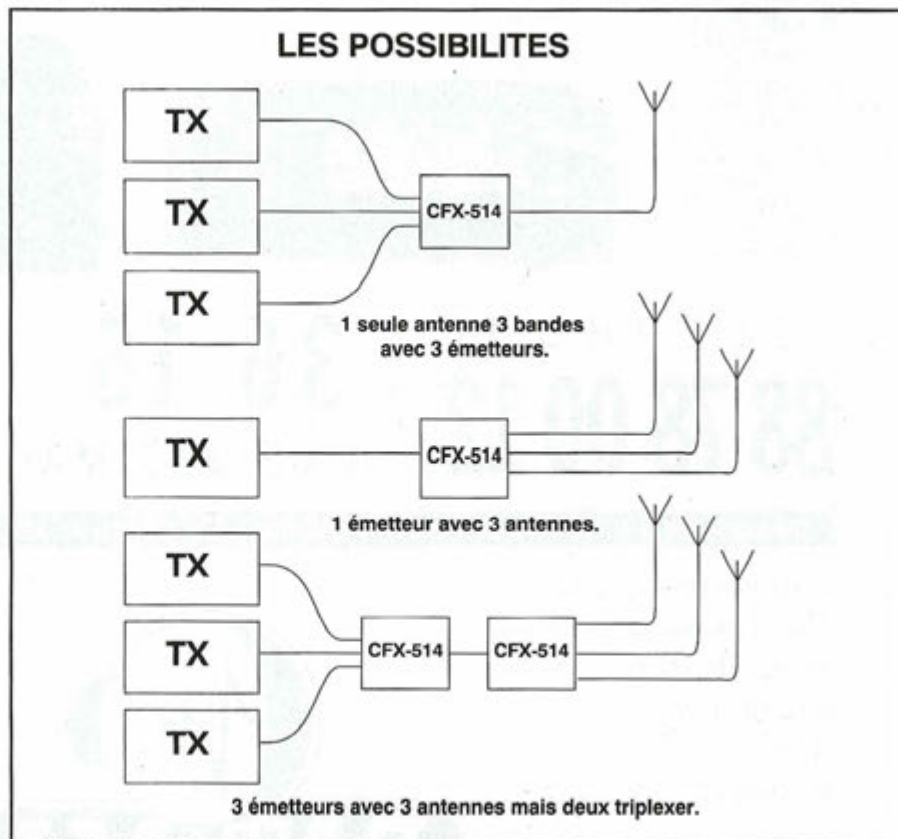 LES POSSIBILITES
TX
TX
CFX-514
TX
1 seule antenne 3 bandes
avec 3 émetteurs.
TX
CFX-514
1 émetteur avec 3 antennes.
TX
TX
CFX-514
CFX-514
TX
3 émetteurs avec 3 antennes mais deux triplexer.